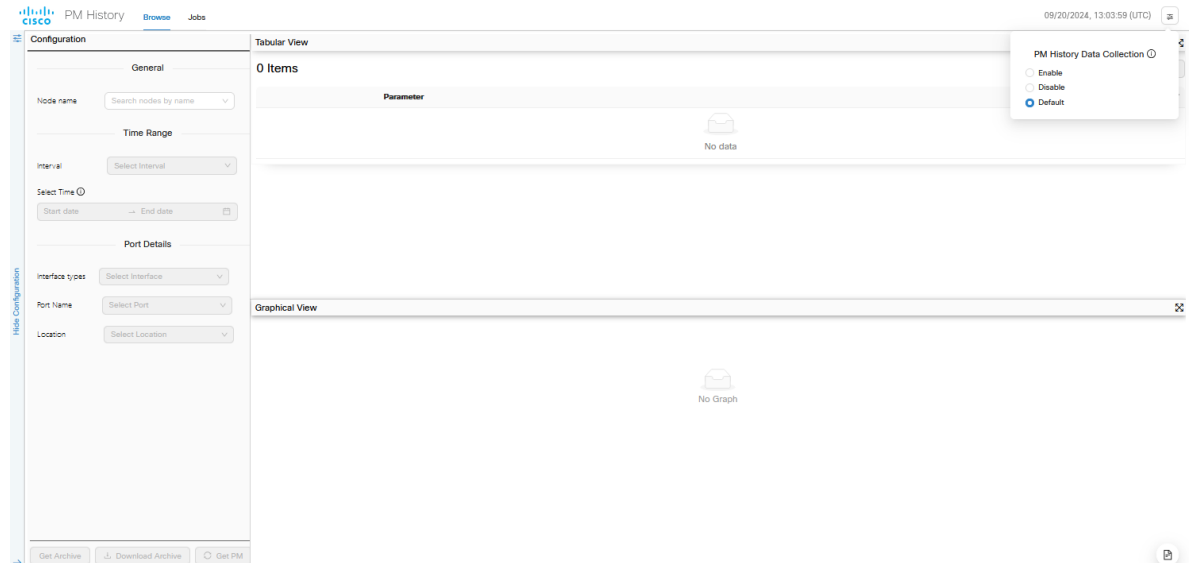 CISCO PM History Browse Jobs 09/20/2024, 13:03:59 (UTC)
Configuration
Tabular View
PM History Data Collection
Enable
Disable
Default
General
0 Items
Node name Search nodes by name
Parameter
No data
Time Range
Interval Select Interval
Select Time
Start date → End date
Port Details
Interface types Select Interface
Port Name Select Port
Location Select Location
Hide Configuration
Graphical View
No Graph
Get Archive Download Archive Get PM